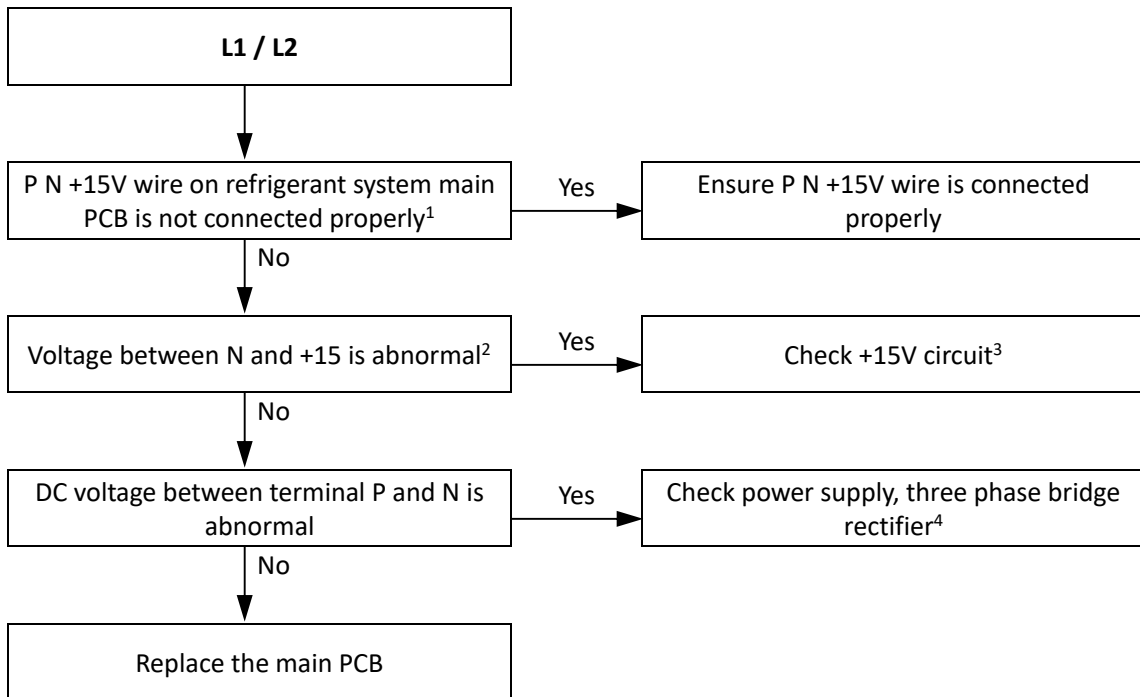 L1 / L2
P N +15V wire on refrigerant system main
PCB is not connected properly1
Yes
Ensure P N +15V wire is connected
properly
No
Voltage between N and +15 is abnormal2
Yes
Check +15V circuit3
No
DC voltage between terminal P and N is
abnormal
Yes
Check power supply, three phase bridge
rectifier4
No
Replace the main PCB